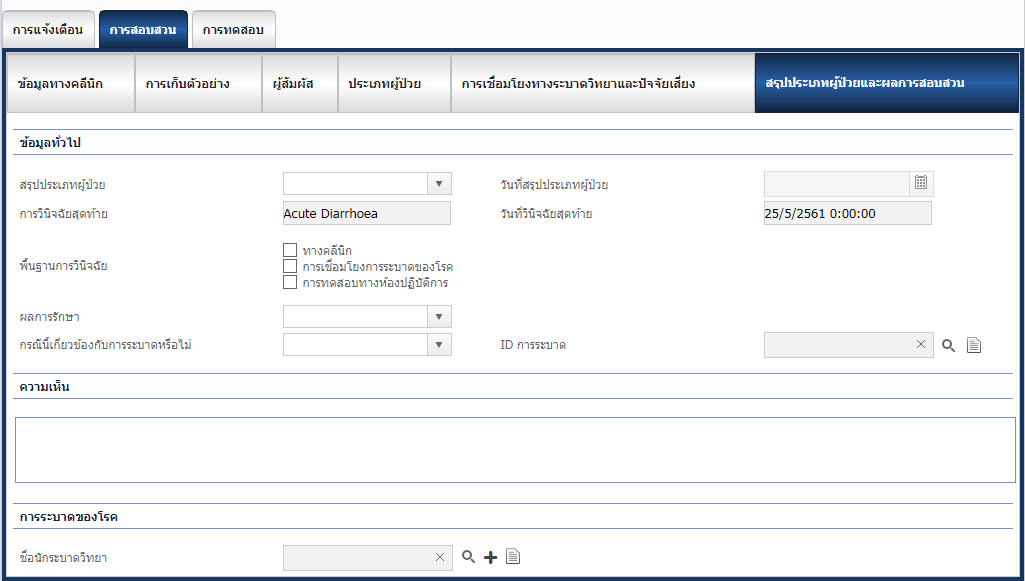 การแจ้งเตือน การสอบสวน การทดสอบ
ข้อมูลทางคลีนิก การเก็บตัวอย่าง ผู้สัมผัส ประเภทผู้ป่วย การเชื่อมโยงทางระบาดวิทยาและปัจจัยเสี่ยง สรุปประเภทผู้ป่วยและผลการสอบสวน
ข้อมูลทั่วไป
สรุปประเภทผู้ป่วย วันที่สรุปประเภทผู้ป่วย
การวินิจฉัยสุดท้าย Acute Diarrhoea วันที่วินิจฉัยสุดท้าย 25/5/2561 0:00:00
ทางคลีนิก
พื้นฐานการวินิจฉัย การเชื่อมโยงการระบาดของโรค
การทดสอบทางห้องปฏิบัติการ
ผลการรักษา
กรณีนี้เกี่ยวข้องกับการระบาดหรือไม่ ID การระบาด
ความเห็น
การระบาดของโรค
ชื่อนักระบาดวิทยา